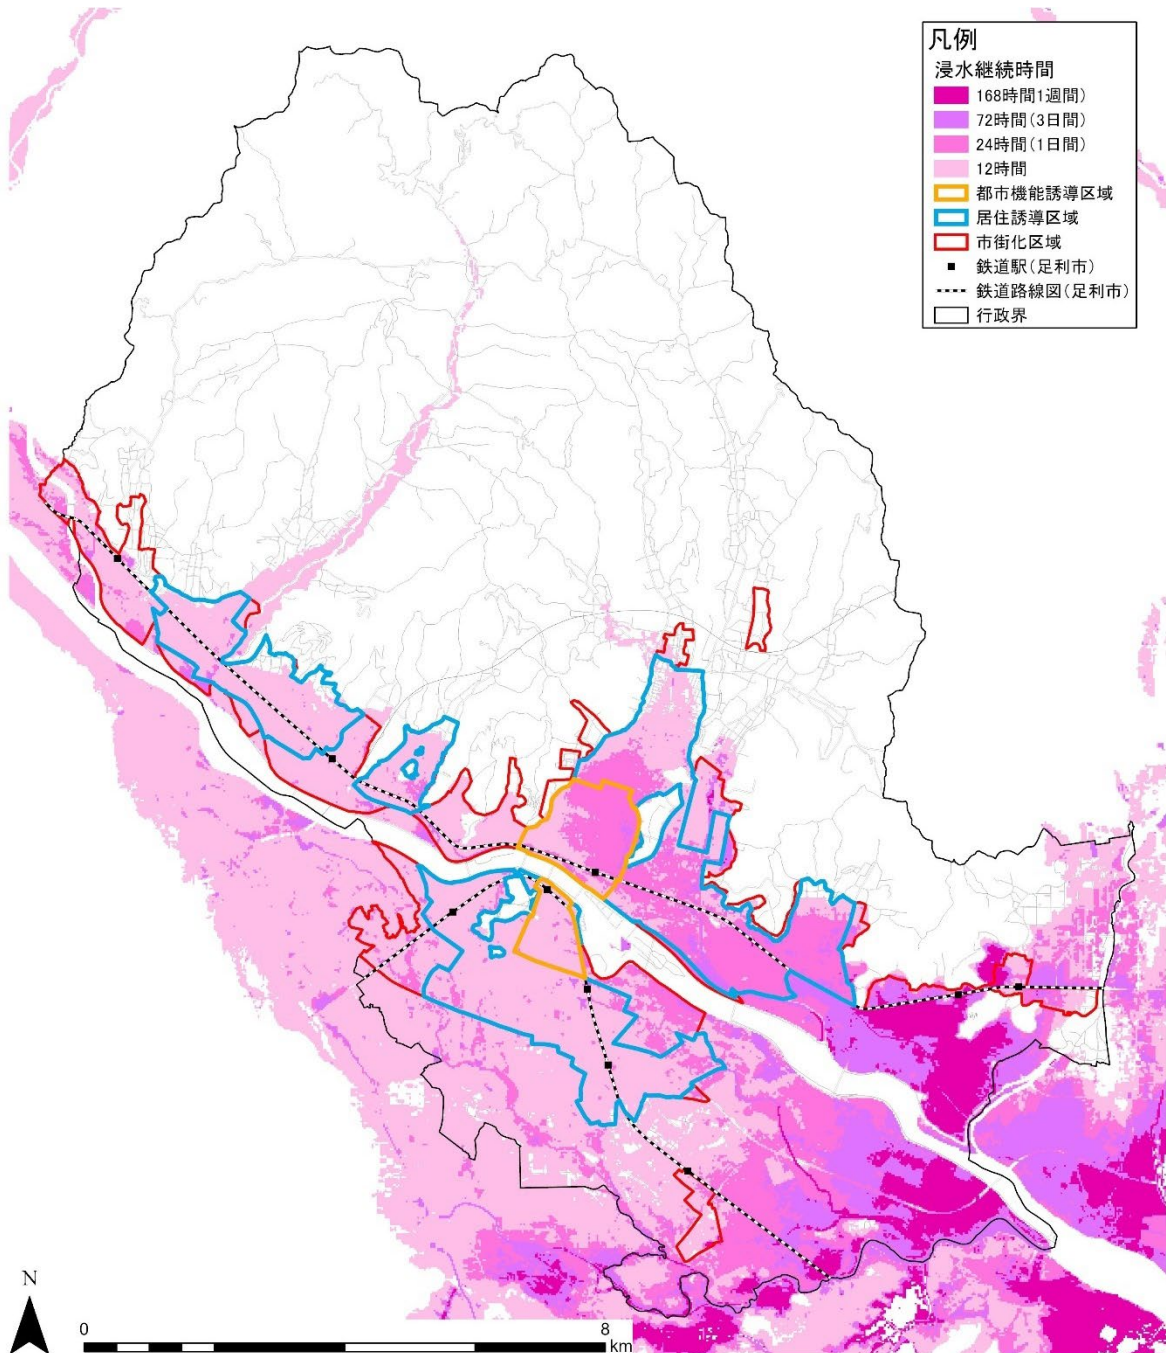 凡例
浸水継続時間
168時間1週間)
72時間(3日間)
24時間(1日間)
12時間
都市機能誘導区域
居住誘導区域
市街化区域
鉄道駅(足利市)
鉄道路線図(足利市)
行政界
N
0 8
km